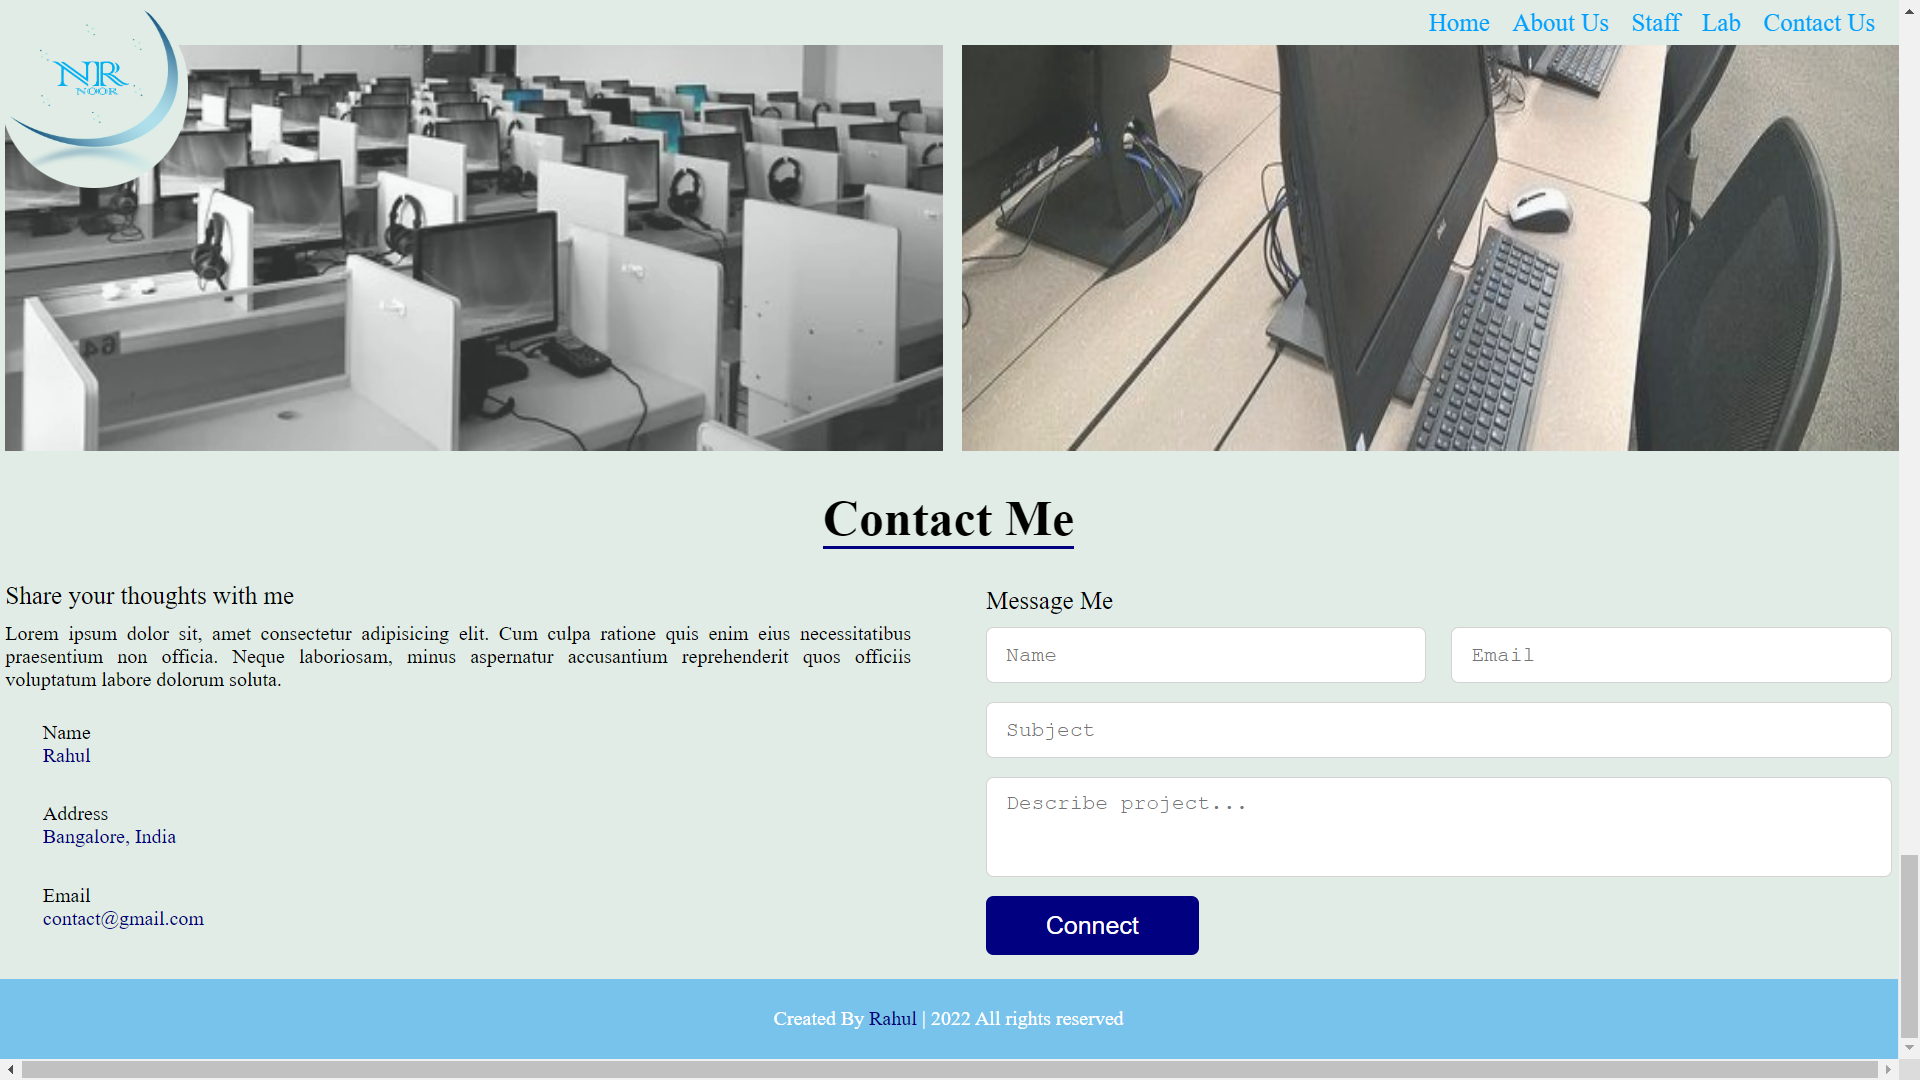 NR
NOOR
Home About Us Staff Lab Contact Us
64
Contact Me
Share your thoughts with me
Lorem ipsum dolor sit, amet consectetur adipisicing elit. Cum culpa ratione quis enim eius necessitatibus
praesentium non officia. Neque laboriosam, minus aspernatur accusantium reprehenderit quos officiis
voluptatum labore dolorum soluta.
Name
Rahul
Address
Bangalore, India
Email
contact@gmail.com
Message Me
Name Email
Subject
Describe project...
Connect
Created By Rahul | 2022 All rights reserved